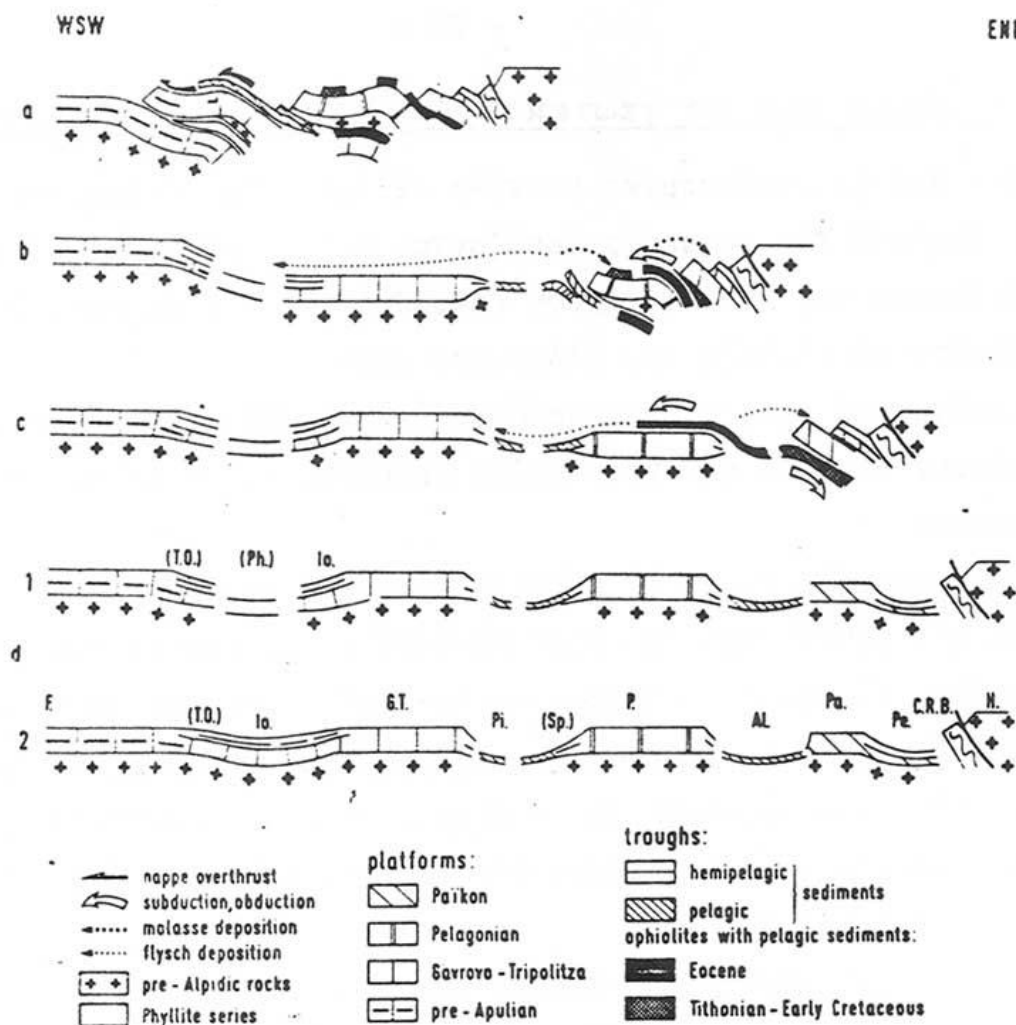 WSW
a
b
c
1 (T.O.) (Ph.) Io.
d
2 (T.O.) Io. G.T. Pi. (Sp.) P. Al. Pa. Pe. C.R.B.
nappe overthrust
subduction, obduction
molasse deposition
flysch deposition
pre-Alpidic rocks
Phyllite series
platforms:
Païkon
Pelagonian
Gavrovo-Tripolitza
pre-Apulian
troughs:
hemipelagic
sediments
pelagic
ophiolites with pelagic sediments:
Eocene
Tithonian-Early Cretaceous